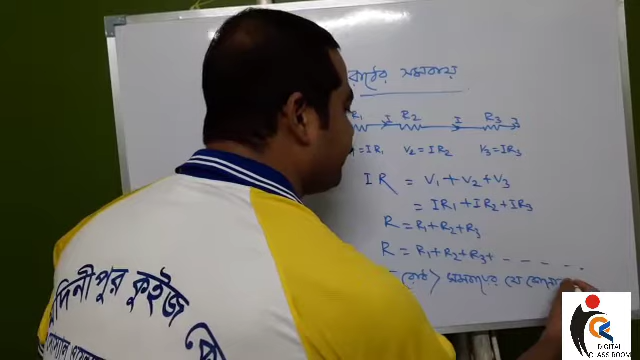 রোধের সমবায়
R₁ I R₂ I R₃ I
= IR₁ V₂ = IR₂ V₃ = IR₃
IR = V₁ + V₂ + V₃
= IR₁ + IR₂ + IR₃
R = R₁ + R₂ + R₃
R = R₁ + R₂ + R₃ + - - - - . .
রোধ > সমবায়ের যে কোনো
মেদিনীপুর কুইজ
DIGITAL
CLASS ROOM